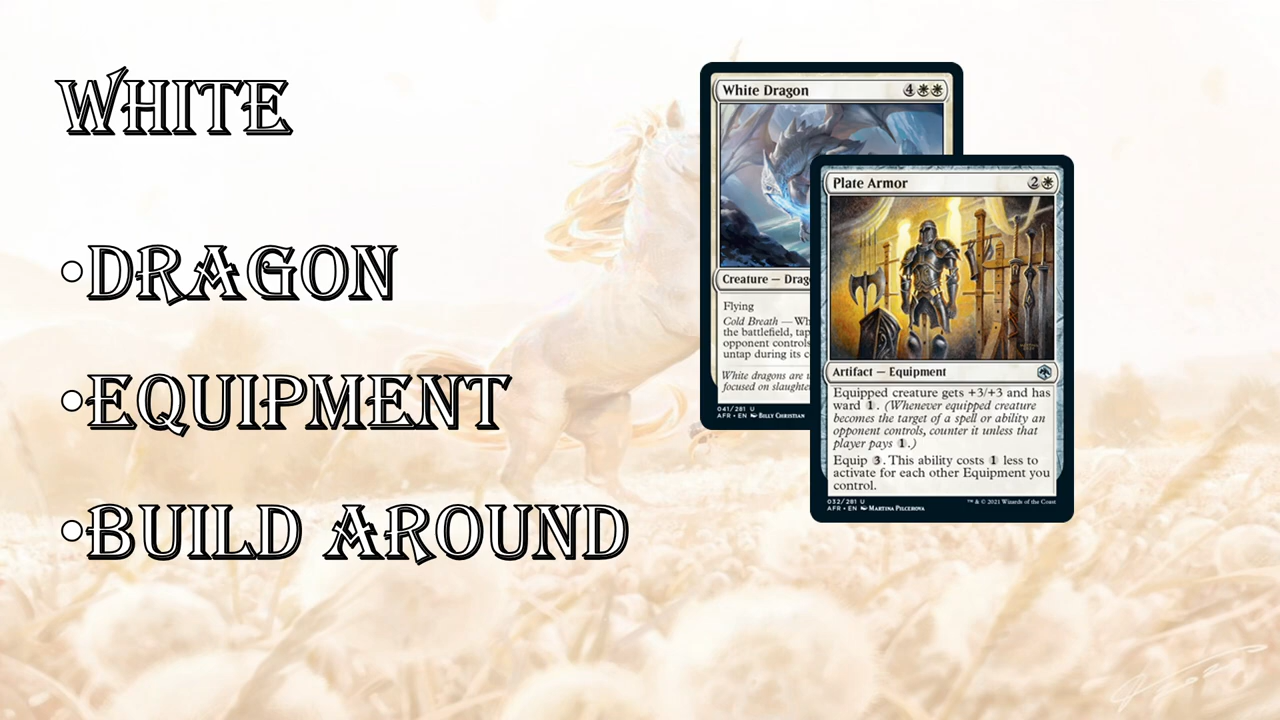 WHITE
•DRAGON
•EQUIPMENT
•BUILD AROUND
White Dragon 4
Creature — Drago
Flying
Cold Breath — Wh
the battlefield, tap
opponent controls
untap during its c
White dragons are
focused on slaughte
041/281 U
AFR • EN BILLY CHRISTIAN
Plate Armor 2
Artifact — Equipment
Equipped creature gets +3/+3 and has
ward 1. (Whenever equipped creature
becomes the target of a spell or ability an
opponent controls, counter it unless that
player pays 1.)
Equip 3. This ability costs 1 less to
activate for each other Equipment you
control.
032/281 U
™ & © 2021 Wizards of the Coast
AFR • EN MARTINA PILCEROVA